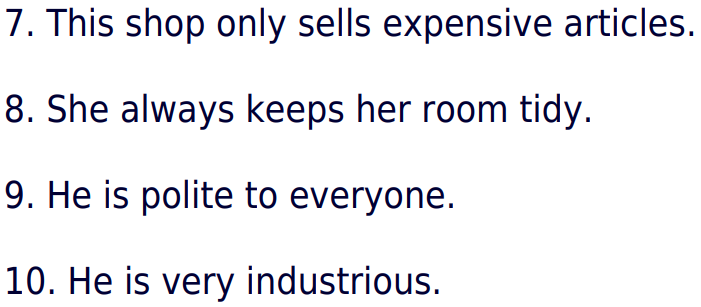 7. This shop only sells expensive articles.
8. She always keeps her room tidy.
9. He is polite to everyone.
10. He is very industrious.